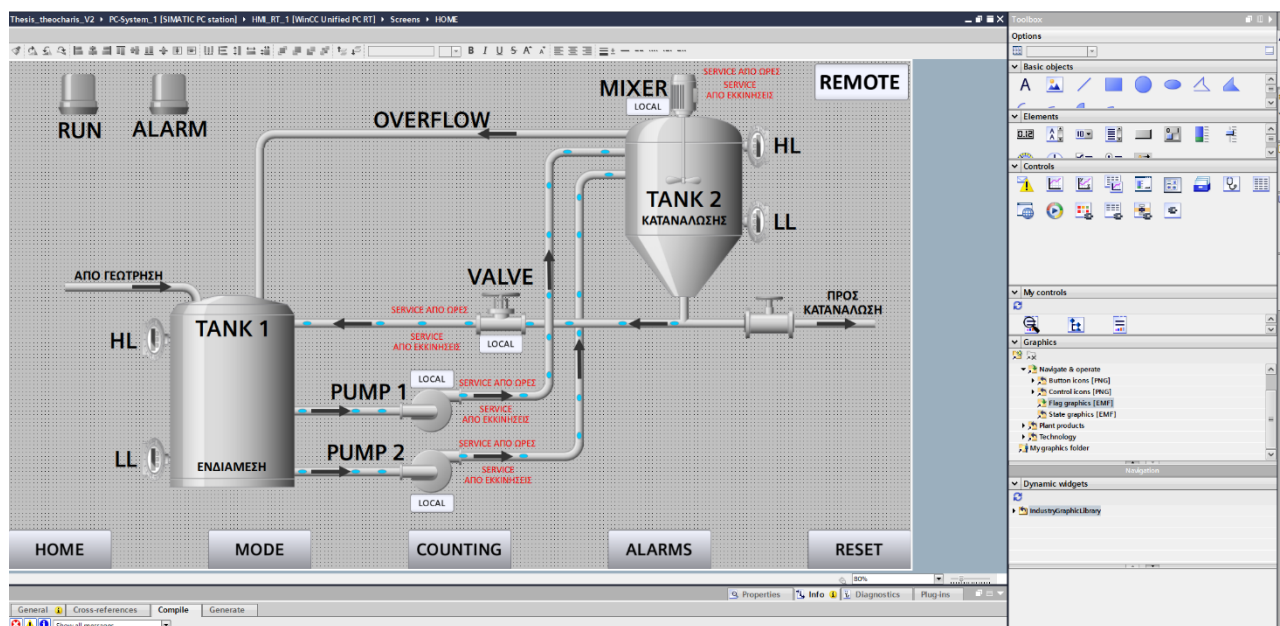 Thesis_theocharis_V2 ▸ PC-System_1 [SIMATIC PC station] ▸ HMI_RT_1 [WinCC Unified PC RT] ▸ Screens ▸ HOME
Toolbox
Options
B I U S A A
Basic objects
Elements
Controls
My controls
Graphics
Navigate & operate
Button icons [PNG]
Control icons [PNG]
Flag graphics [EMF]
State graphics [EMF]
Plant products
Technology
My graphics folder
Navigation
Dynamic widgets
IndustryGraphicLibrary
RUN
ALARM
OVERFLOW
MIXER
LOCAL
SERVICE ΑΠΟ ΩΡΕΣ
SERVICE
ΑΠΟ ΕΚΚΙΝΗΣΕΙΣ
REMOTE
HL
TANK 2
ΚΑΤΑΝΑΛΩΣΗΣ
LL
ΑΠΟ ΓΕΩΤΡΗΣΗ
VALVE
SERVICE ΑΠΟ ΩΡΕΣ
SERVICE
ΑΠΟ ΕΚΚΙΝΗΣΕΙΣ
LOCAL
ΠΡΟΣ
ΚΑΤΑΝΑΛΩΣΗ
HL
TANK 1
LOCAL
PUMP 1
SERVICE ΑΠΟ ΩΡΕΣ
SERVICE
ΑΠΟ ΕΚΚΙΝΗΣΕΙΣ
LL
ΕΝΔΙΑΜΕΣΗ
PUMP 2
SERVICE ΑΠΟ ΩΡΕΣ
SERVICE
ΑΠΟ ΕΚΚΙΝΗΣΕΙΣ
LOCAL
HOME
MODE
COUNTING
ALARMS
RESET
80%
Properties
Info
Diagnostics
Plug-ins
General
Cross-references
Compile
Generate
Show all messages